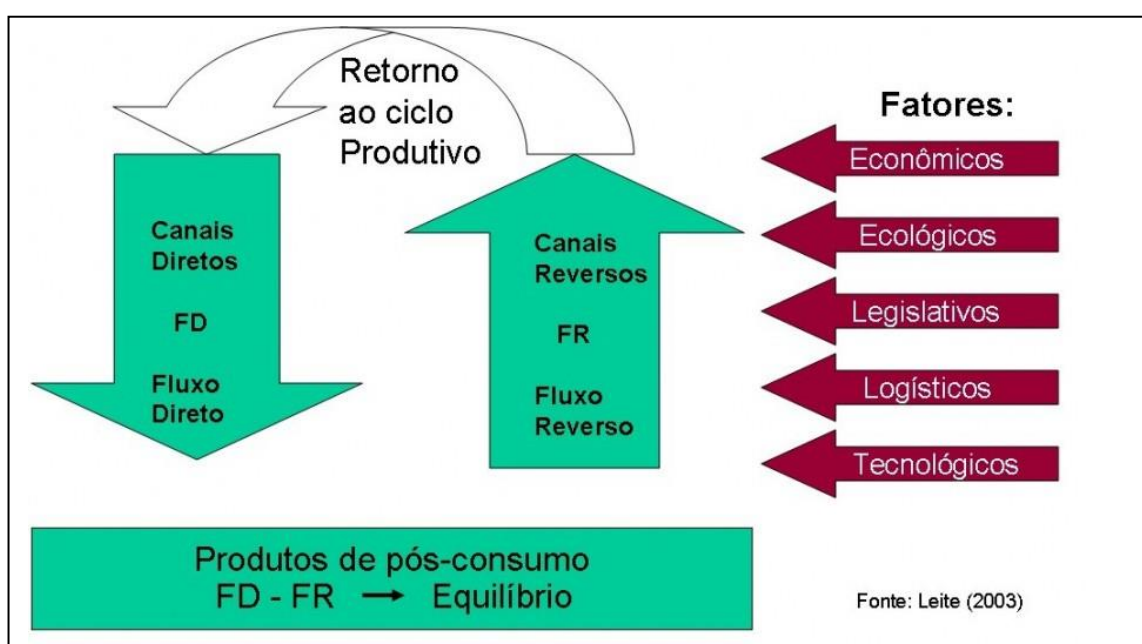 Retorno
ao ciclo
Produtivo
Fatores:
Canais
Diretos
FD
Fluxo
Direto
Canais
Reversos
FR
Fluxo
Reverso
Econômicos
Ecológicos
Legislativos
Logísticos
Tecnológicos
Produtos de pós-consumo
FD - FR → Equilíbrio
Fonte: Leite (2003)